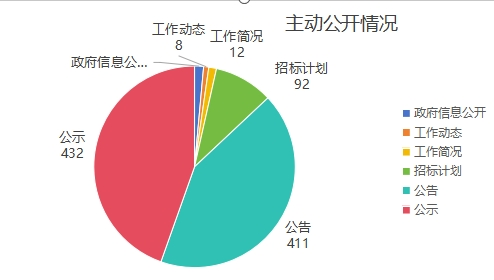 主动公开情况
工作动态
8
工作简况
12
政府信息公...
招标计划
92
公示
432
公告
411
政府信息公开
工作动态
工作简况
招标计划
公告
公示